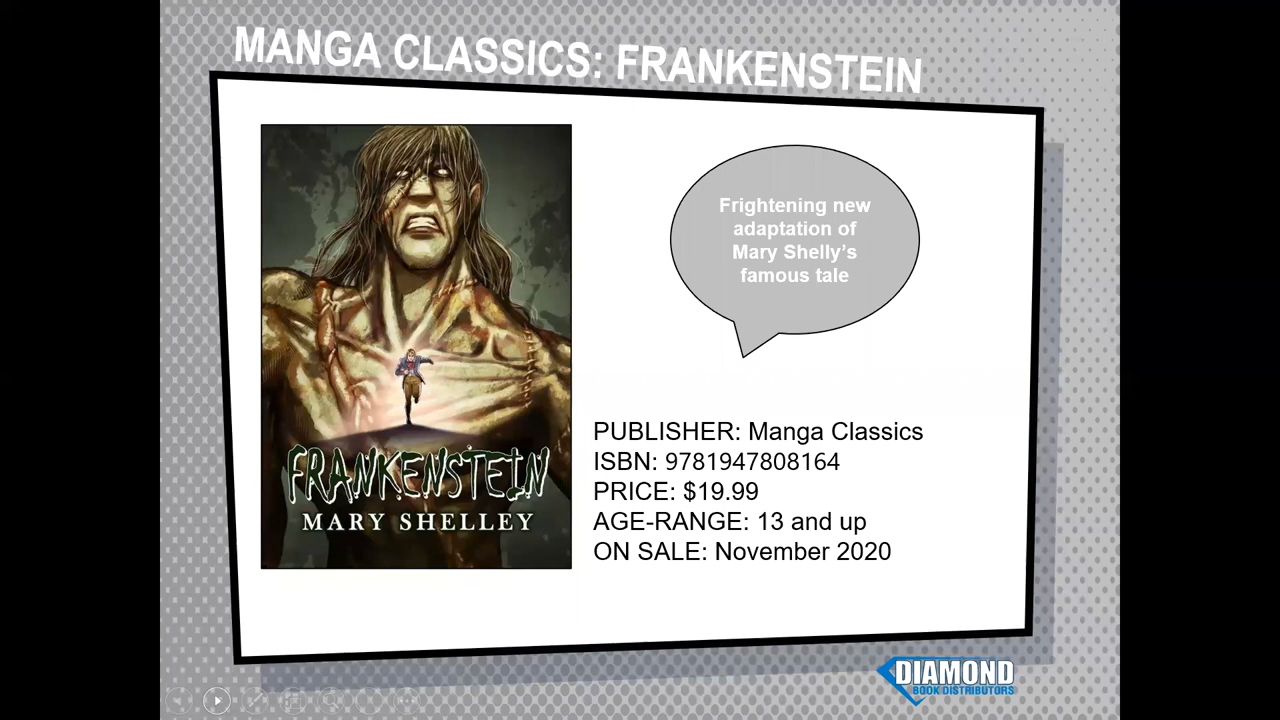 MANGA CLASSICS: FRANKENSTEIN
Frightening new
adaptation of
Mary Shelly’s
famous tale
FRANKENSTEIN
MARY SHELLEY
PUBLISHER: Manga Classics
ISBN: 9781947808164
PRICE: $19.99
AGE-RANGE: 13 and up
ON SALE: November 2020
DIAMOND
BOOK DISTRIBUTORS